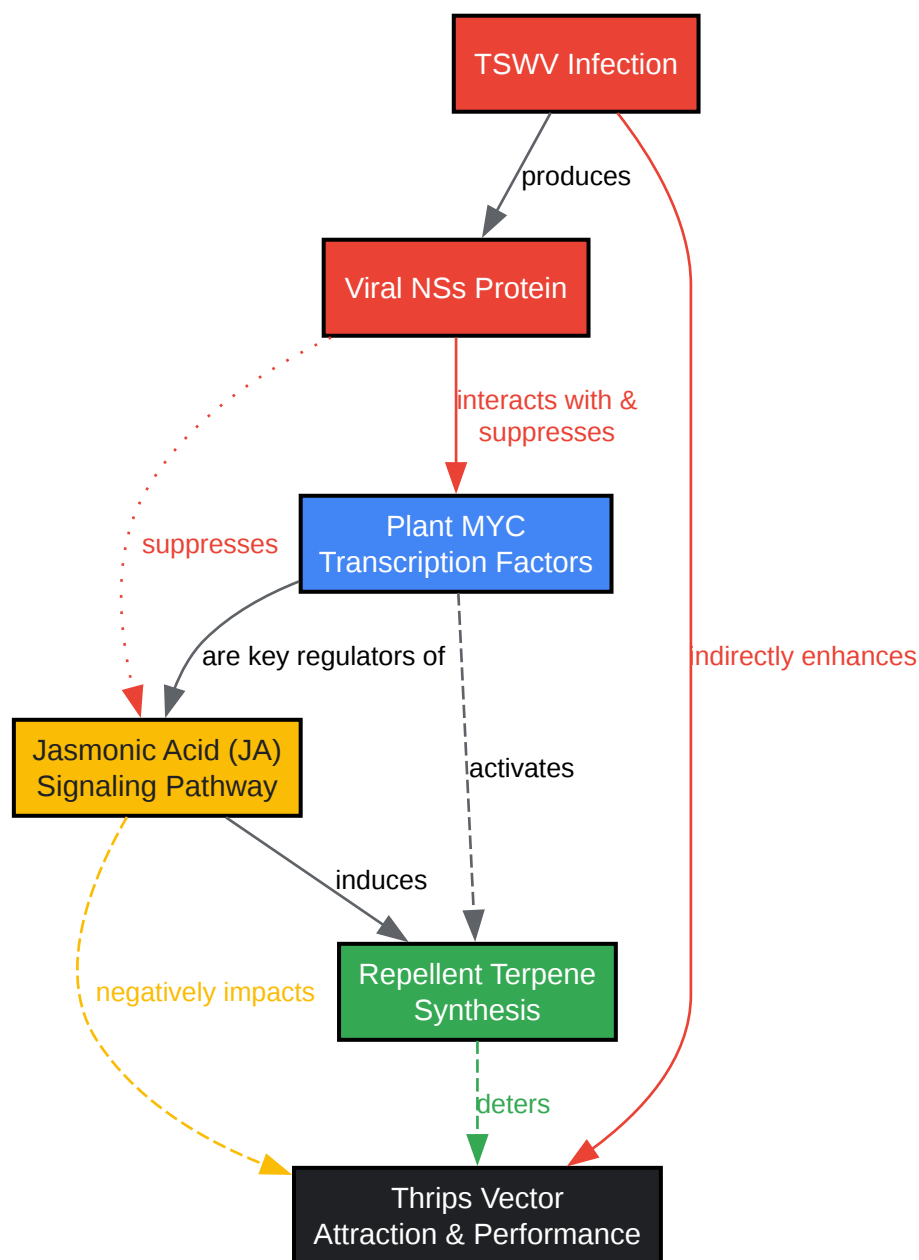 TSWV Infection
produces
Viral NSs Protein
interacts with &
suppresses
Plant MYC
Transcription Factors
suppresses
are key regulators of
indirectly enhances
Jasmonic Acid (JA)
Signaling Pathway
activates
induces
Repellent Terpene
Synthesis
negatively impacts
deters
Thrips Vector
Attraction & Performance